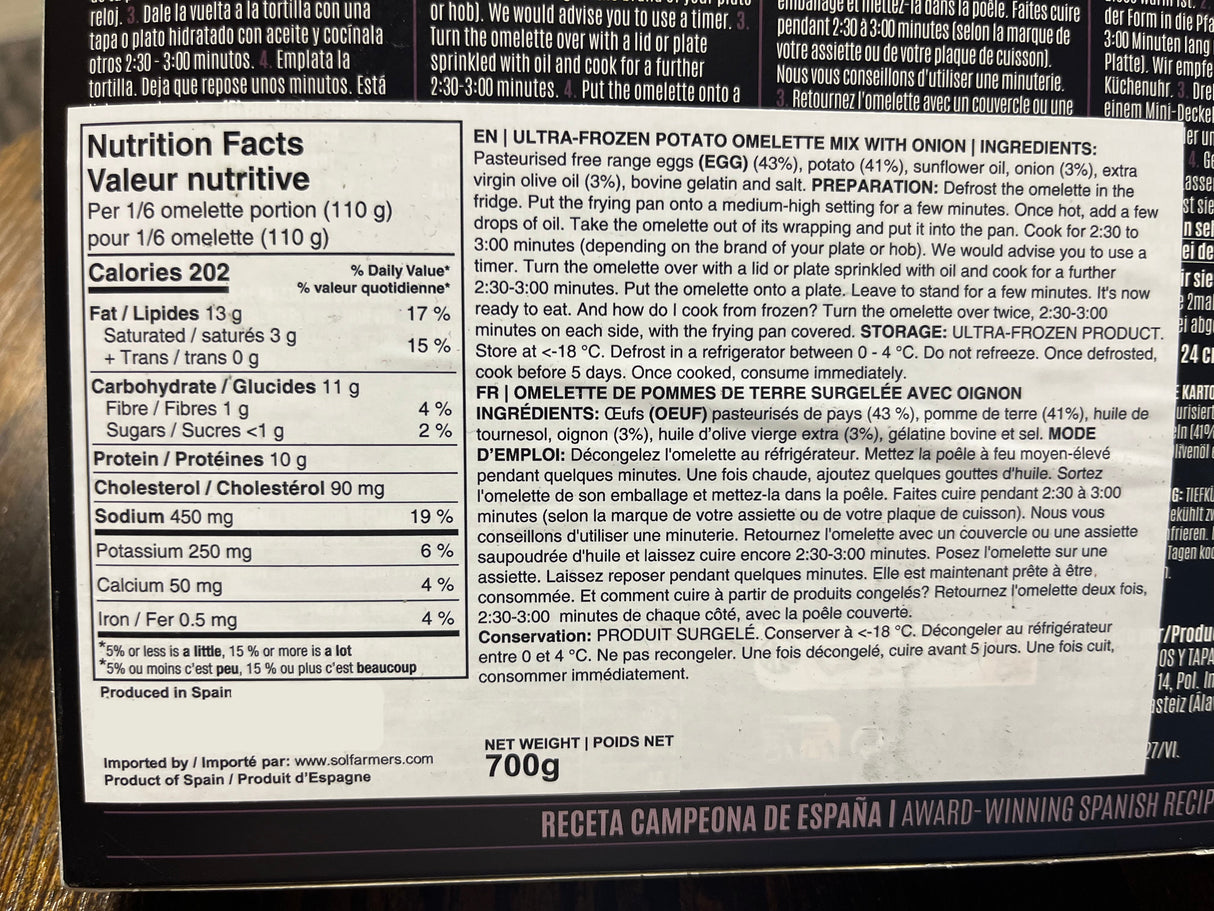 reloj. 3. Dale la vuelta a la tortilla con una
tapa o plato hidratado con aceite y cocínala
otros 2:30 - 3:00 minutos. 4. Emplata la
tortilla. Deja que repose unos minutos. Está
or hob). We would advise you to use a timer. 3.
Turn the omelette over with a lid or plate
sprinkled with oil and cook for a further
2:30-3:00 minutes. 4. Put the omelette onto a
emballage et mettez-la dans la poêle. Faites cuire
pendant 2:30 à 3:00 minutes (selon la marque de
votre assiette ou de votre plaque de cuisson).
Nous vous conseillons d'utiliser une minuterie.
3. Retournez l'omelette avec un couvercle ou une
der Form in die
3:00 Minuten lang
Platte). Wir
Küchenuhr. 3.
einem Mini-Deckel
Nutrition Facts
Valeur nutritive
Per 1/6 omelette portion (110 g)
pour 1/6 omelette (110 g)
Calories 202
% Daily Value*
% valeur quotidienne*
Fat / Lipides 13 g 17 %
Saturated / saturés 3 g
+ Trans / trans 0 g 15 %
Carbohydrate / Glucides 11 g
Fibre / Fibres 1 g 4 %
Sugars / Sucres <1 g 2 %
Protein / Protéines 10 g
Cholesterol / Cholestérol 90 mg
Sodium 450 mg 19 %
Potassium 250 mg 6 %
Calcium 50 mg 4 %
Iron / Fer 0.5 mg 4 %
*5% or less is a little, 15 % or more is a lot
*5% ou moins c'est peu, 15 % ou plus c'est beaucoup
Produced in Spain
Imported by / Importé par: www.solfarmers.com
Product of Spain / Produit d'Espagne
EN | ULTRA-FROZEN POTATO OMELETTE MIX WITH ONION | INGREDIENTS:
Pasteurised free range eggs (EGG) (43%), potato (41%), sunflower oil, onion (3%), extra
virgin olive oil (3%), bovine gelatin and salt. PREPARATION: Defrost the omelette in the
fridge. Put the frying pan onto a medium-high setting for a few minutes. Once hot, add a few
drops of oil. Take the omelette out of its wrapping and put it into the pan. Cook for 2:30 to
3:00 minutes (depending on the brand of your plate or hob). We would advise you to use a
timer. Turn the omelette over with a lid or plate sprinkled with oil and cook for a further
2:30-3:00 minutes. Put the omelette onto a plate. Leave to stand for a few minutes. It's now
ready to eat. And how do I cook from frozen? Turn the omelette over twice, 2:30-3:00
minutes on each side, with the frying pan covered. STORAGE: ULTRA-FROZEN PRODUCT.
Store at <-18 °C. Defrost in a refrigerator between 0 - 4 °C. Do not refreeze. Once defrosted,
cook before 5 days. Once cooked, consume immediately.
FR | OMELETTE DE POMMES DE TERRE SURGELÉE AVEC OIGNON
INGRÉDIENTS: Œufs (OEUF) pasteurisés de pays (43 %), pomme de terre (41%), huile de
tournesol, oignon (3%), huile d'olive vierge extra (3%), gélatine bovine et sel. MODE
D'EMPLOI: Décongelez l'omelette au réfrigérateur. Mettez la poêle à feu moyen-élevé
pendant quelques minutes. Une fois chaude, ajoutez quelques gouttes d'huile. Sortez
l'omelette de son emballage et mettez-la dans la poêle. Faites cuire pendant 2:30 à 3:00
minutes (selon la marque de votre assiette ou de votre plaque de cuisson). Nous vous
conseillons d'utiliser une minuterie. Retournez l'omelette avec un couvercle ou une assiette
saupoudrée d'huile et laissez cuire encore 2:30-3:00 minutes. Posez l'omelette sur une
assiette. Laissez reposer pendant quelques minutes. Elle est maintenant prête à être,
consommée. Et comment cuire à partir de produits congelés? Retournez l'omelette deux fois,
2:30-3:00 minutes de chaque côté, avec la poêle couverte.
Conservation: PRODUIT SURGELÉ. Conserver à <-18 °C. Décongeler au réfrigérateur
entre 0 et 4 °C. Ne pas recongeler. Une fois décongelé, cuire avant 5 jours. Une fois cuit,
consommer immédiatement.
NET WEIGHT | POIDS NET
700g
OS Y TAPA
14, Pol.
27/VI.
RECETA CAMPEONA DE ESPAÑA | AWARD-WINNING SPANISH RECIP